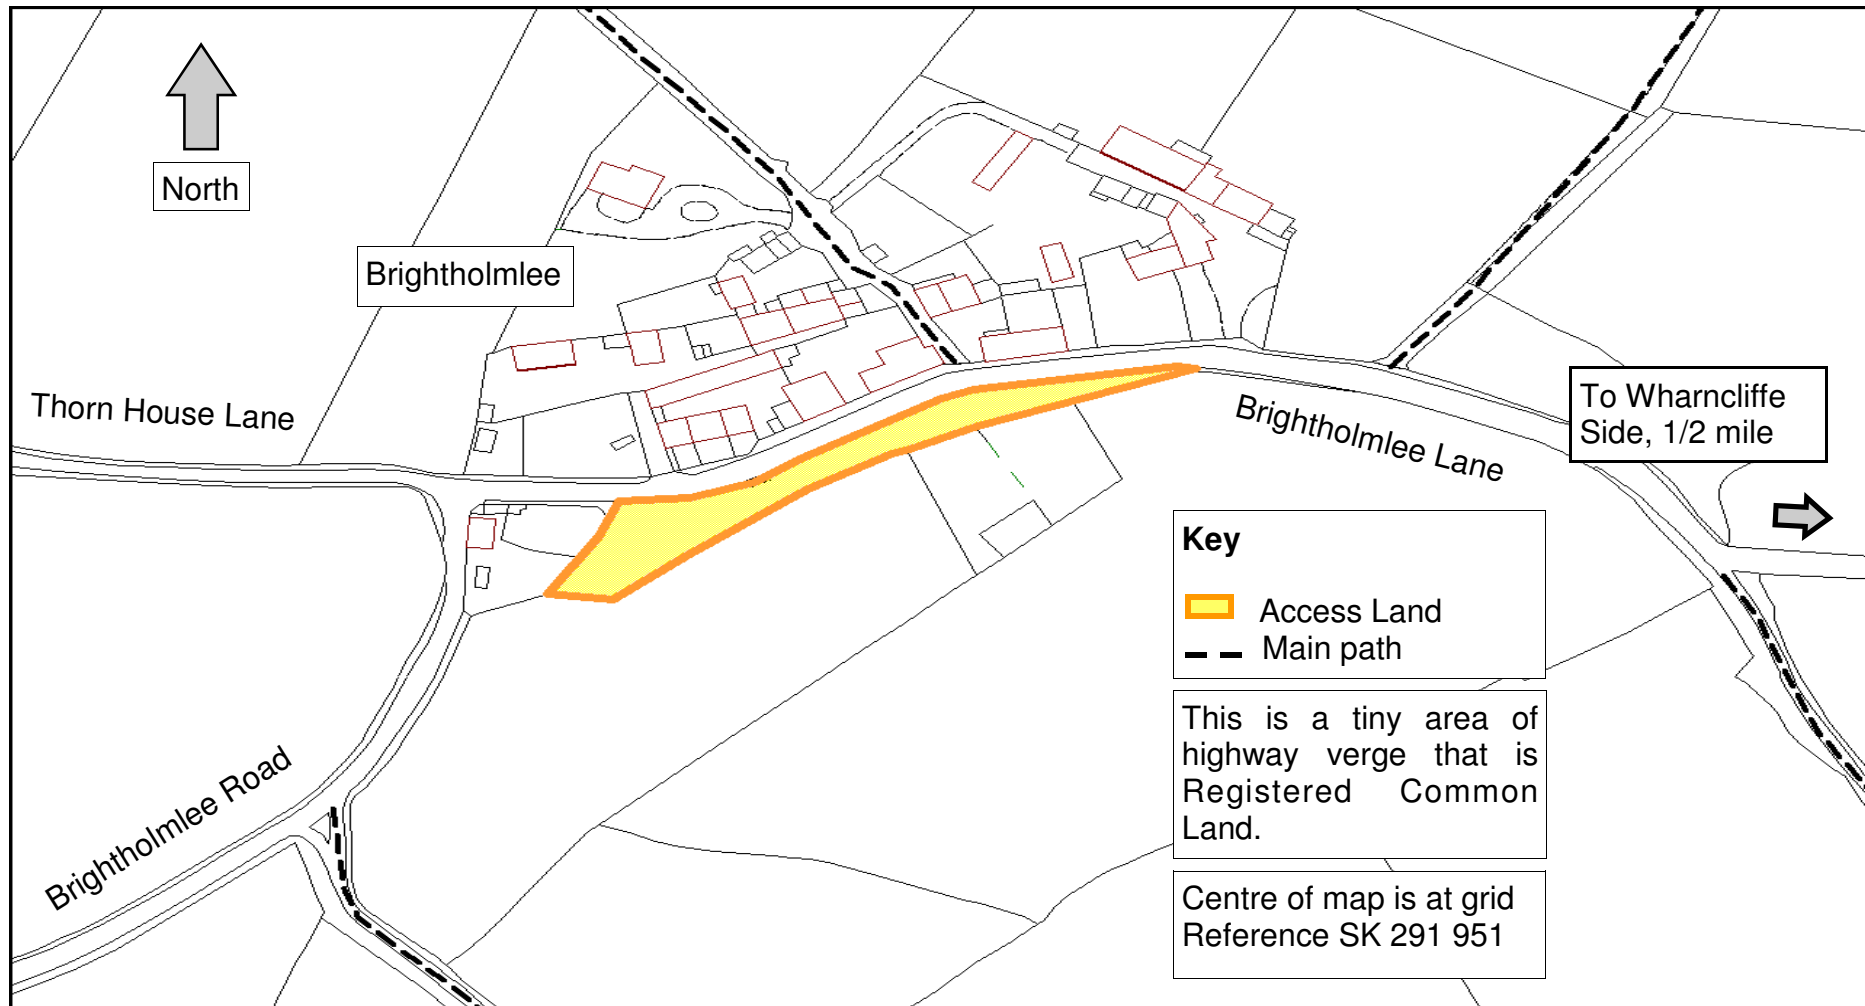 North
Brightholmlee
Thorn House Lane
Brightholmlee Lane
To Wharncliffe
Side, 1/2 mile
Brightholmlee Road
Key
Access Land
Main path
This is a tiny area of
highway verge that is
Registered Common
Land.
Centre of map is at grid
Reference SK 291 951